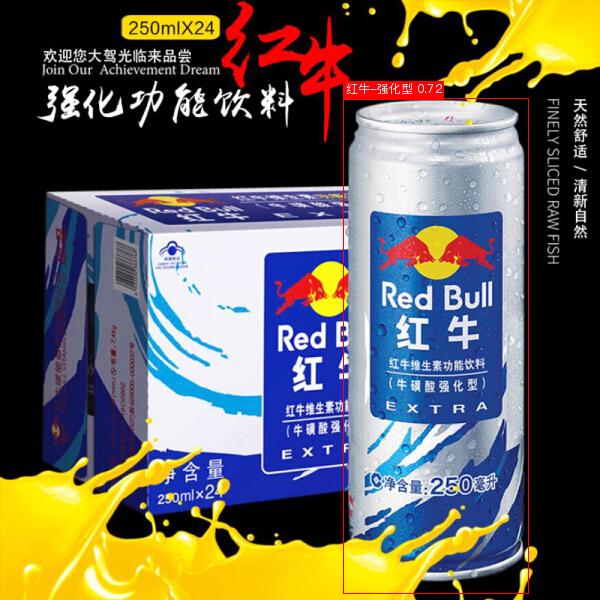 250mlX24
欢迎您大驾光临来品尝
Join Our Achievement Dream
红牛
强化功能饮料
红牛-强化型 0.72
天然舒适 / 清新自然
FINELY SLICED RAW FISH
Red Bull
红牛
红牛维生素功能饮料
(牛磺酸强化型)
EXTRA
净含量:250毫升
Red Bull
红牛
红牛维生素功
(牛磺酸强化
EXTRA
净含量
250ml×24